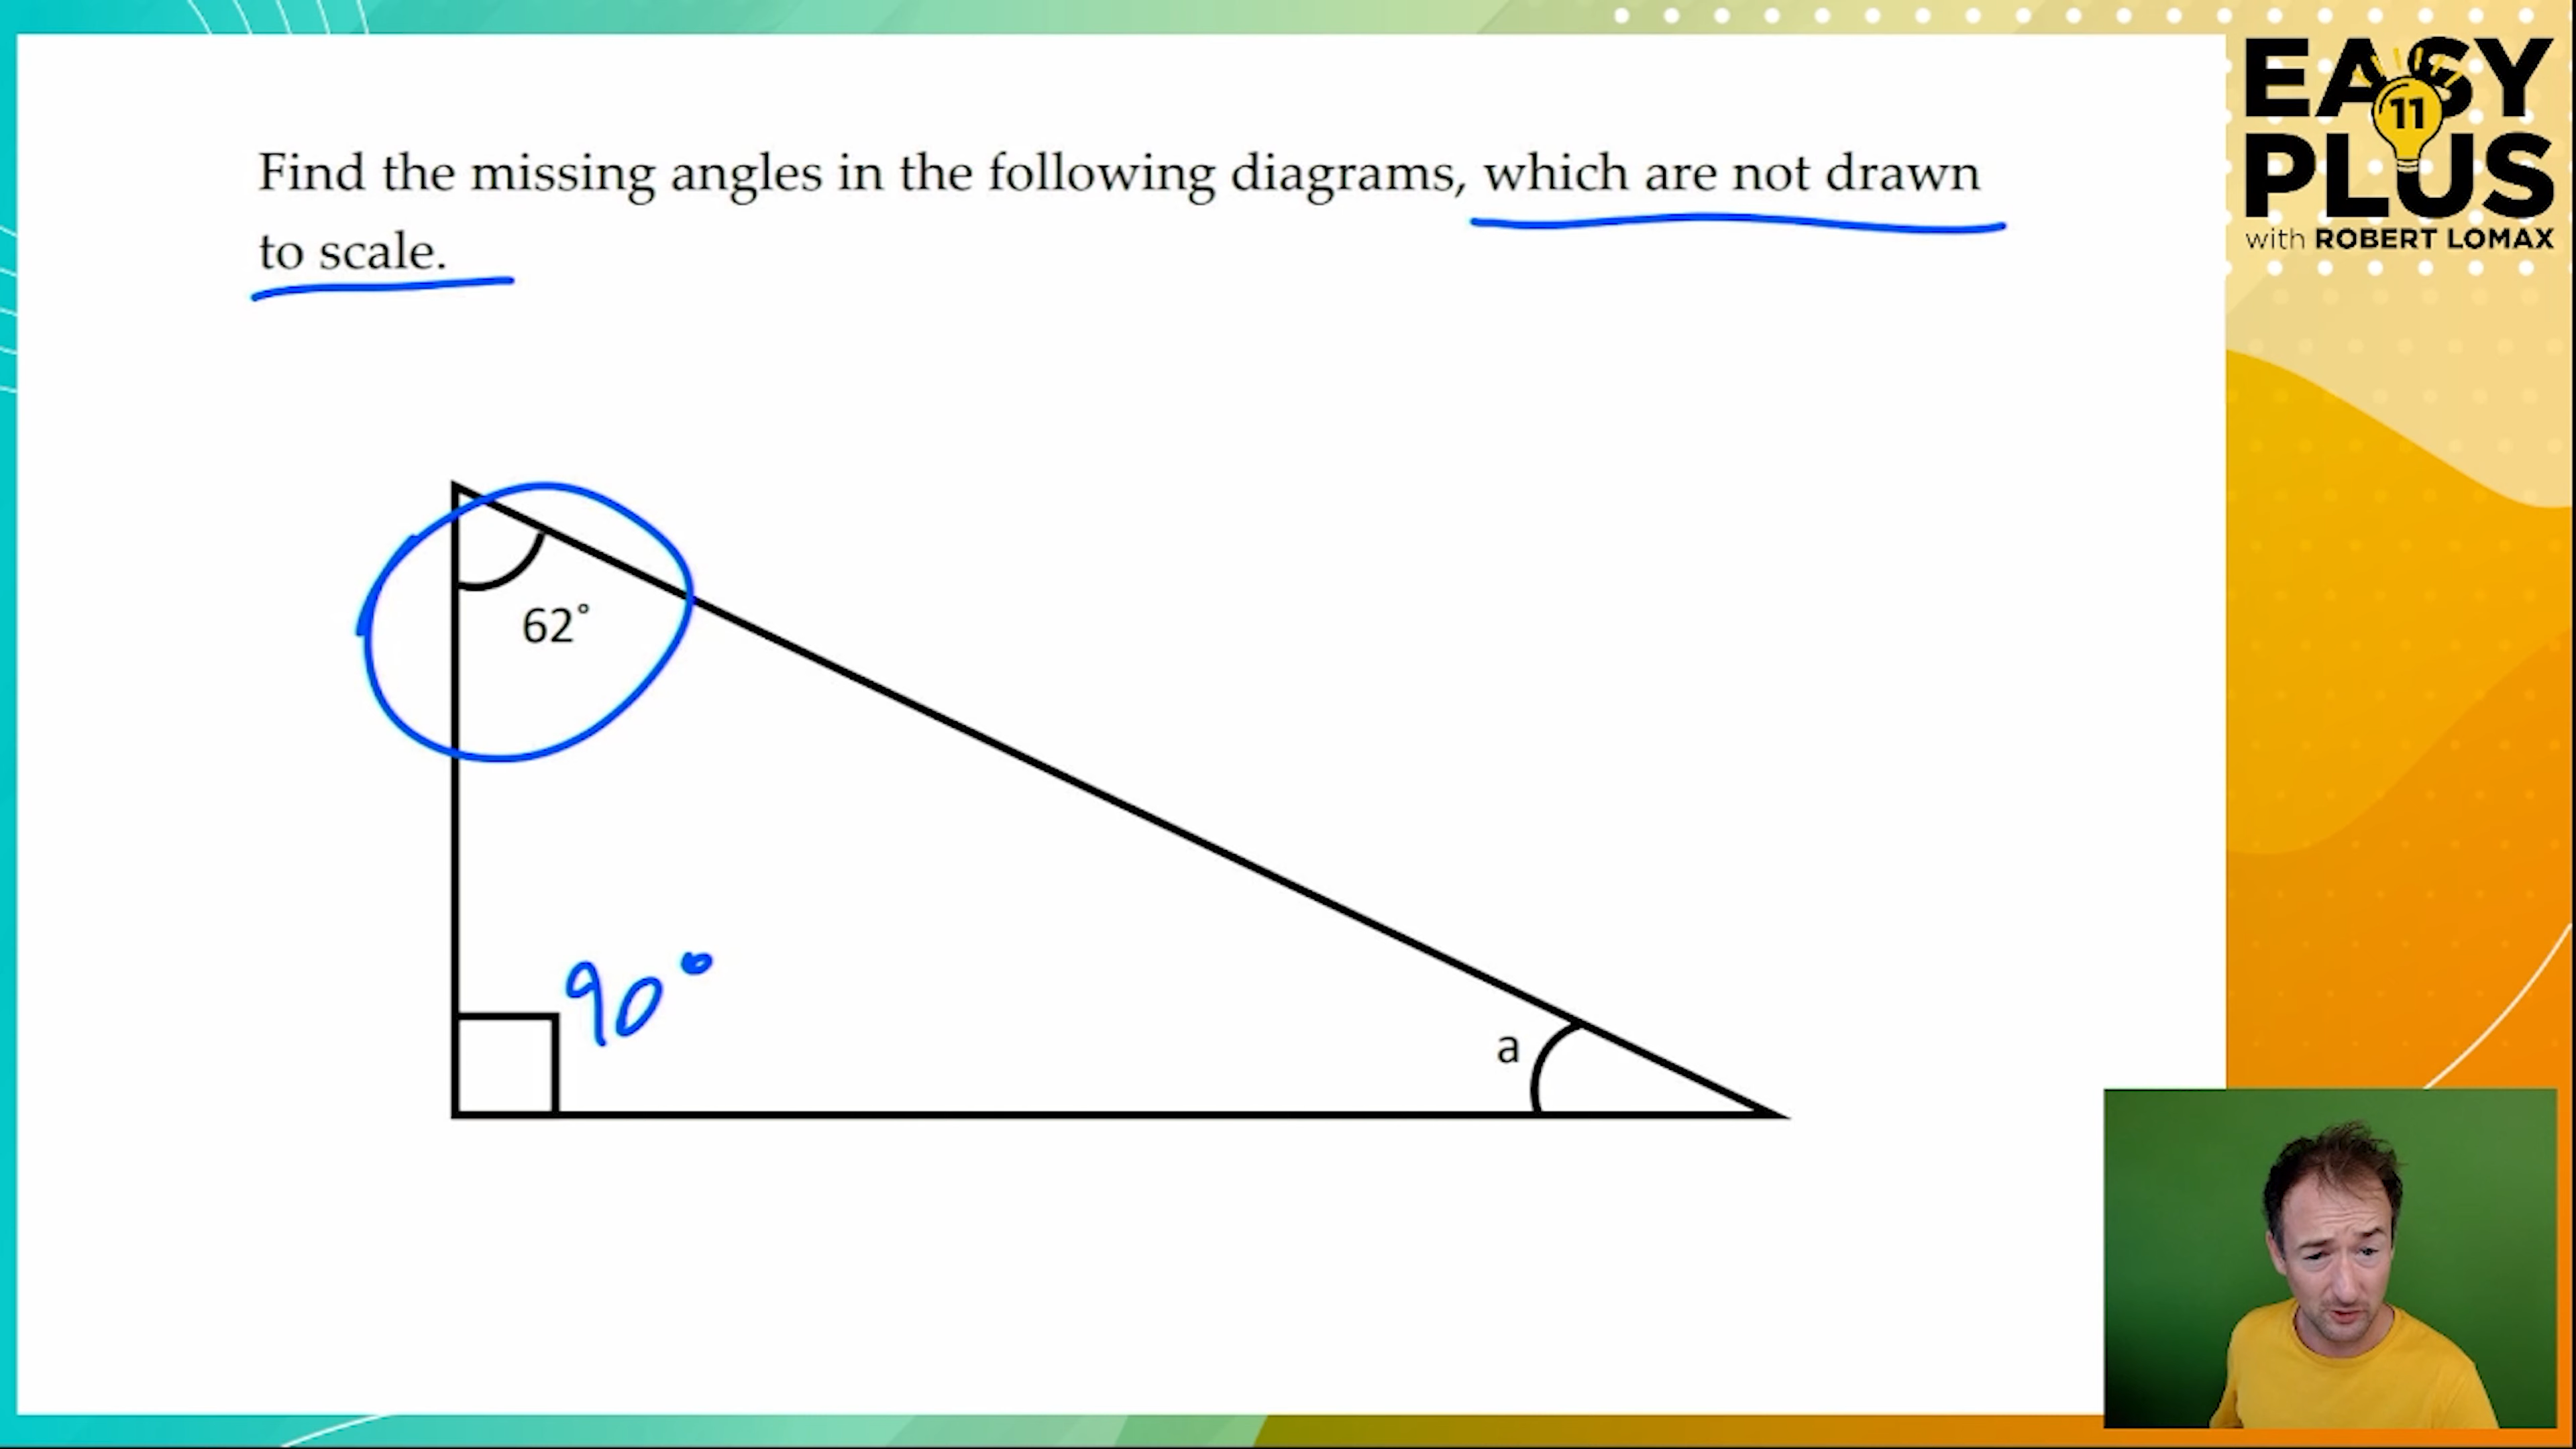 Find the missing angles in the following diagrams, which are not drawn
to scale.
EASY
11
PLUS
with ROBERT LOMAX
62°
90°
a